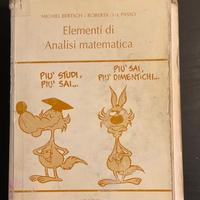 MICHIEL BERTSCH - ROBERTA DAL PASSO
Elementi di
Analisi matematica
PIU' STUDI,
PIU' SAI...
PIU' SAI,
PIU' DIMENTICHI...